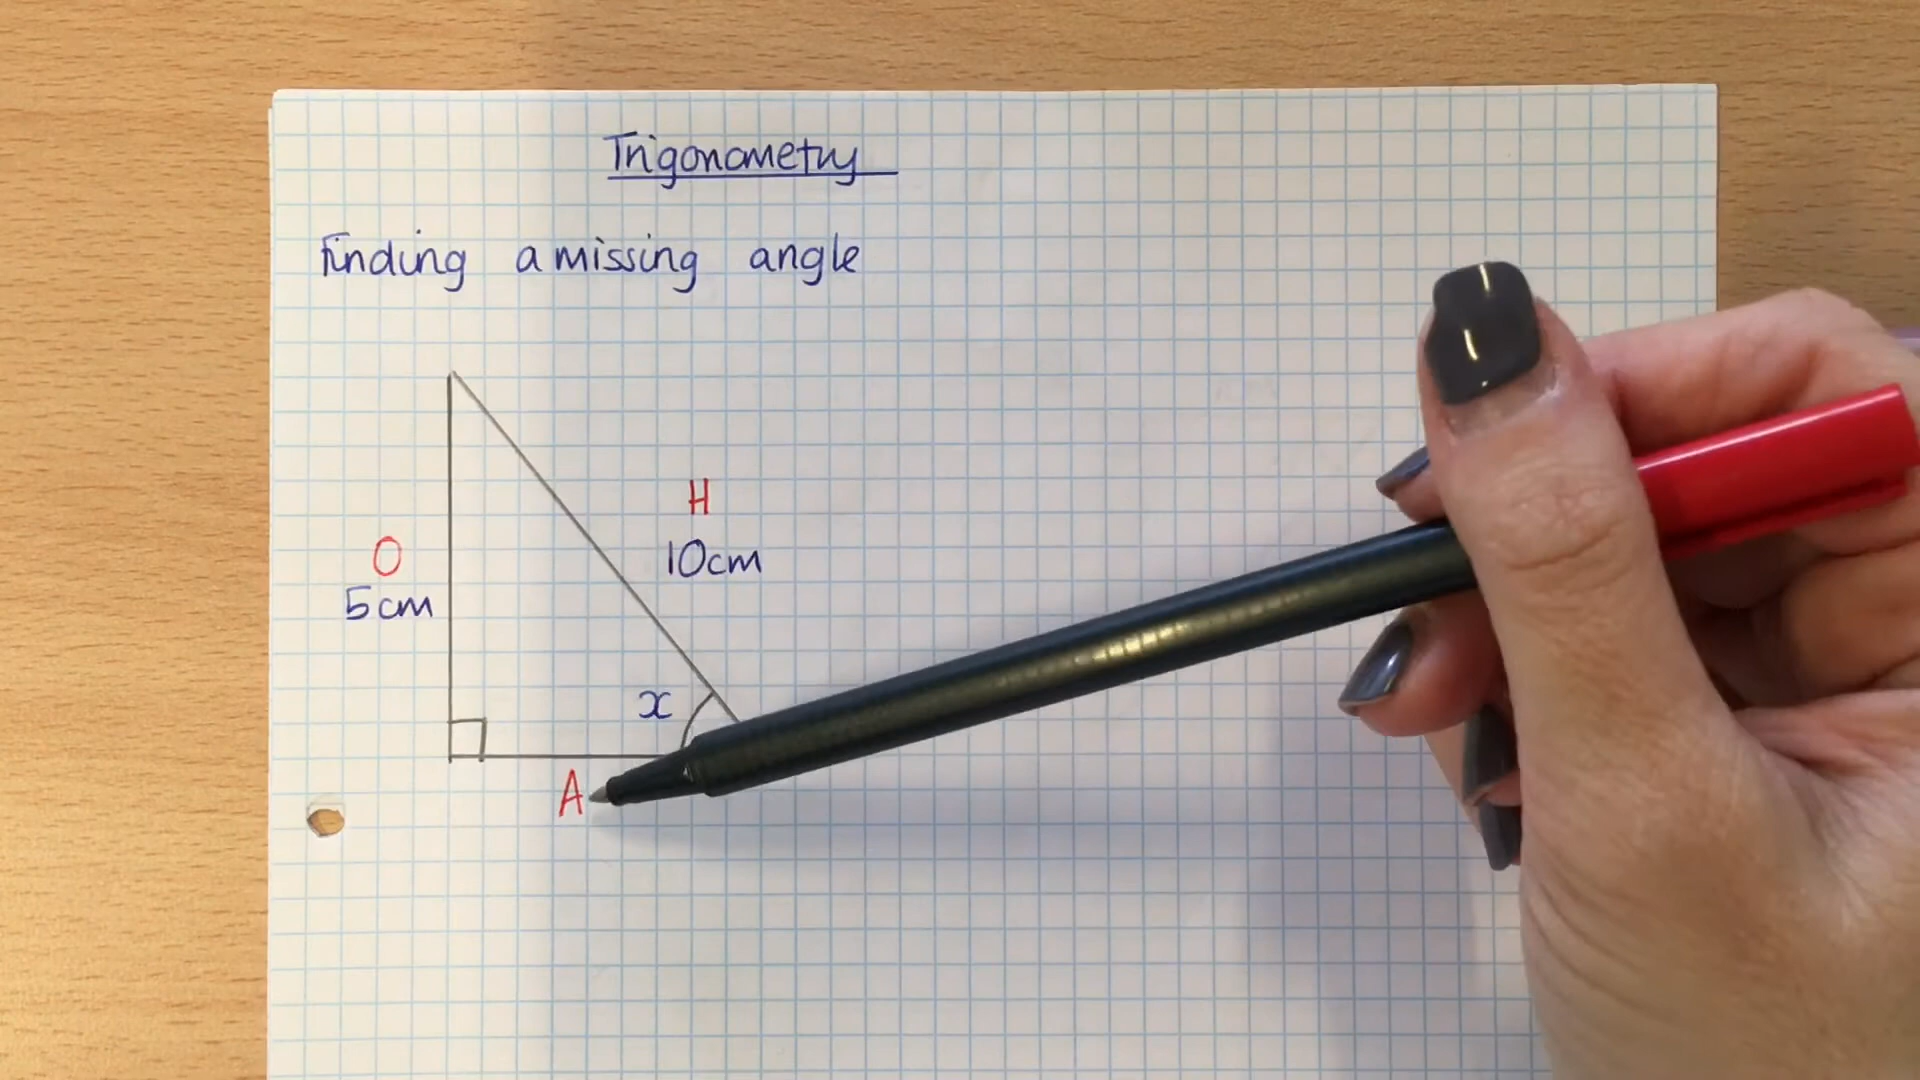 Trigonometry
Finding a missing angle
H
10cm
O
5cm
x
A